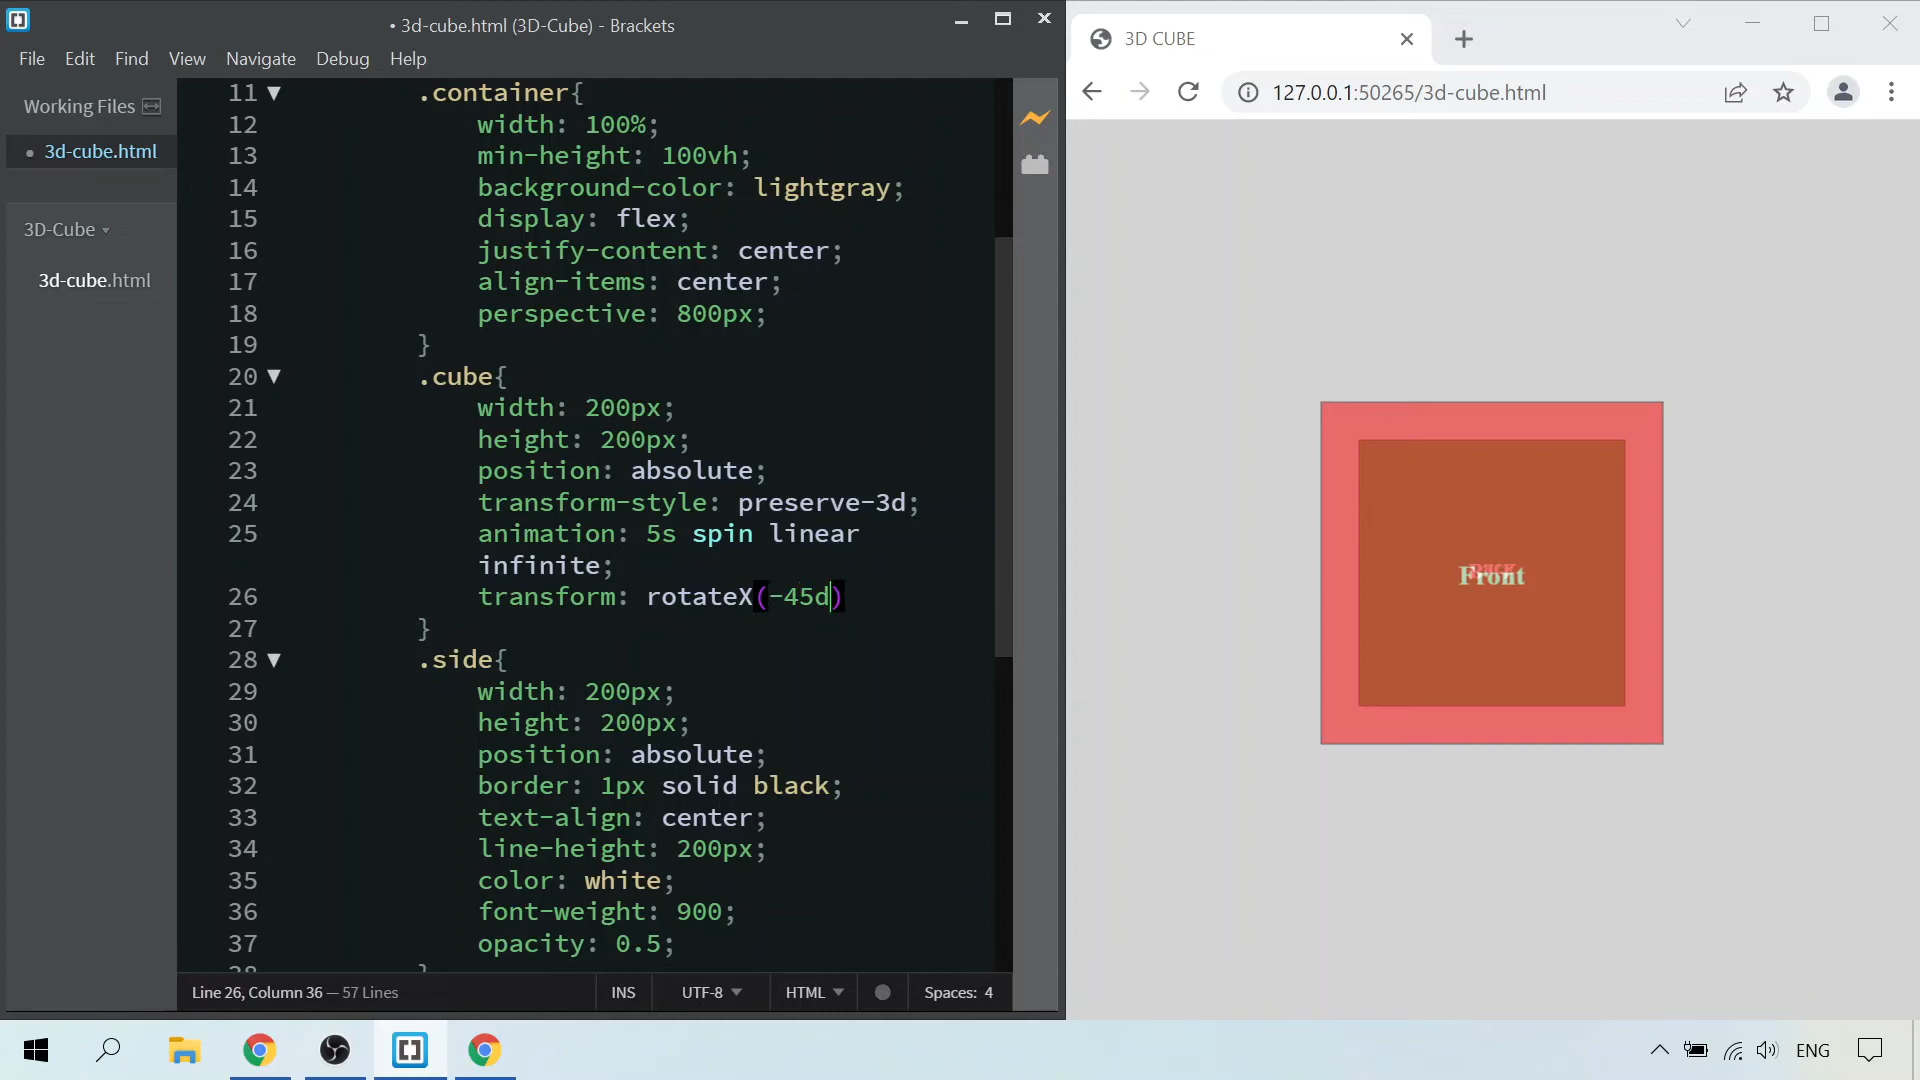 • 3d-cube.html (3D-Cube) - Brackets
File Edit Find View Navigate Debug Help
Working Files
• 3d-cube.html
3D-Cube
3d-cube.html
11 .container{
12 width: 100%;
13 min-height: 100vh;
14 background-color: lightgray;
15 display: flex;
16 justify-content: center;
17 align-items: center;
18 perspective: 800px;
19 }
20 .cube{
21 width: 200px;
22 height: 200px;
23 position: absolute;
24 transform-style: preserve-3d;
25 animation: 5s spin linear
infinite;
26 transform: rotateX(-45d)
27 }
28 .side{
29 width: 200px;
30 height: 200px;
31 position: absolute;
32 border: 1px solid black;
33 text-align: center;
34 line-height: 200px;
35 color: white;
36 font-weight: 900;
37 opacity: 0.5;
Line 26, Column 36 — 57 Lines
INS UTF-8 HTML Spaces: 4
3D CUBE
127.0.0.1:50265/3d-cube.html
Front
ENG